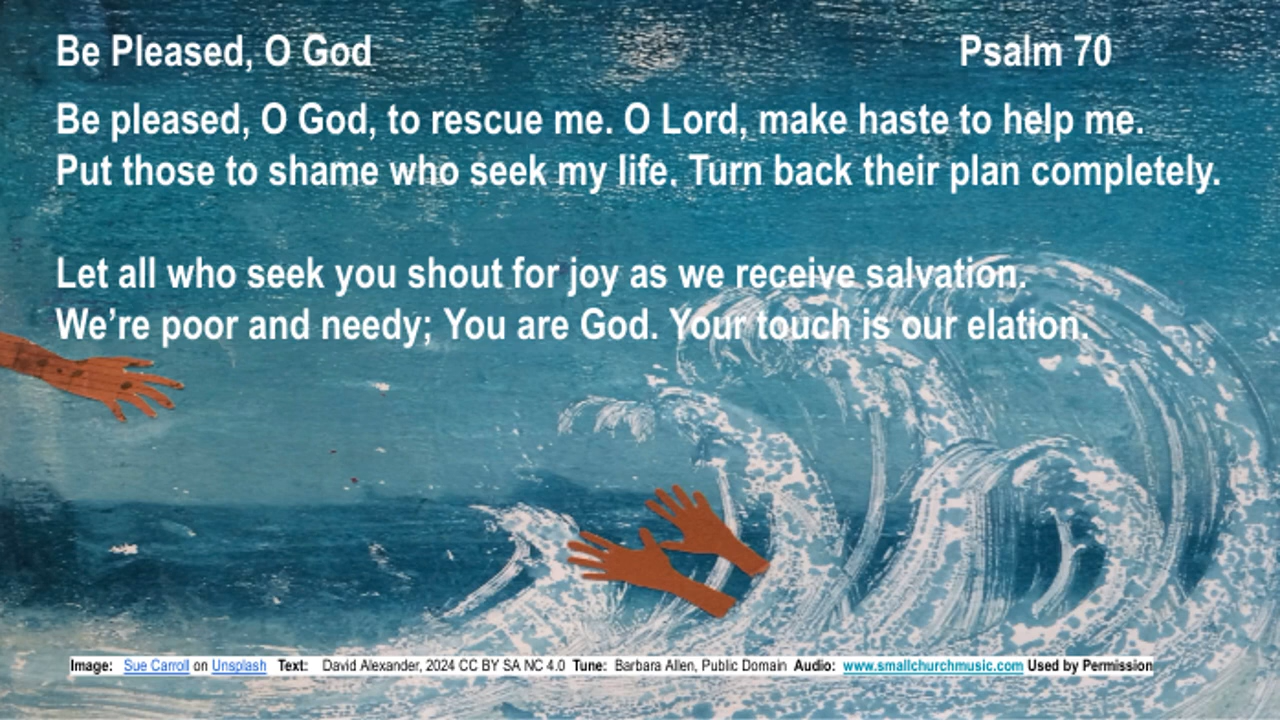 Be Pleased, O God Psalm 70
Be pleased, O God, to rescue me. O Lord, make haste to help me.
Put those to shame who seek my life. Turn back their plan completely.
Let all who seek you shout for joy as we receive salvation.
We’re poor and needy; You are God. Your touch is our elation.
Image: Sue Carroll on Unsplash Text: David Alexander, 2024 CC BY SA NC 4.0 Tune: Barbara Allen, Public Domain Audio: www.smallchurchmusic.com Used by Permission